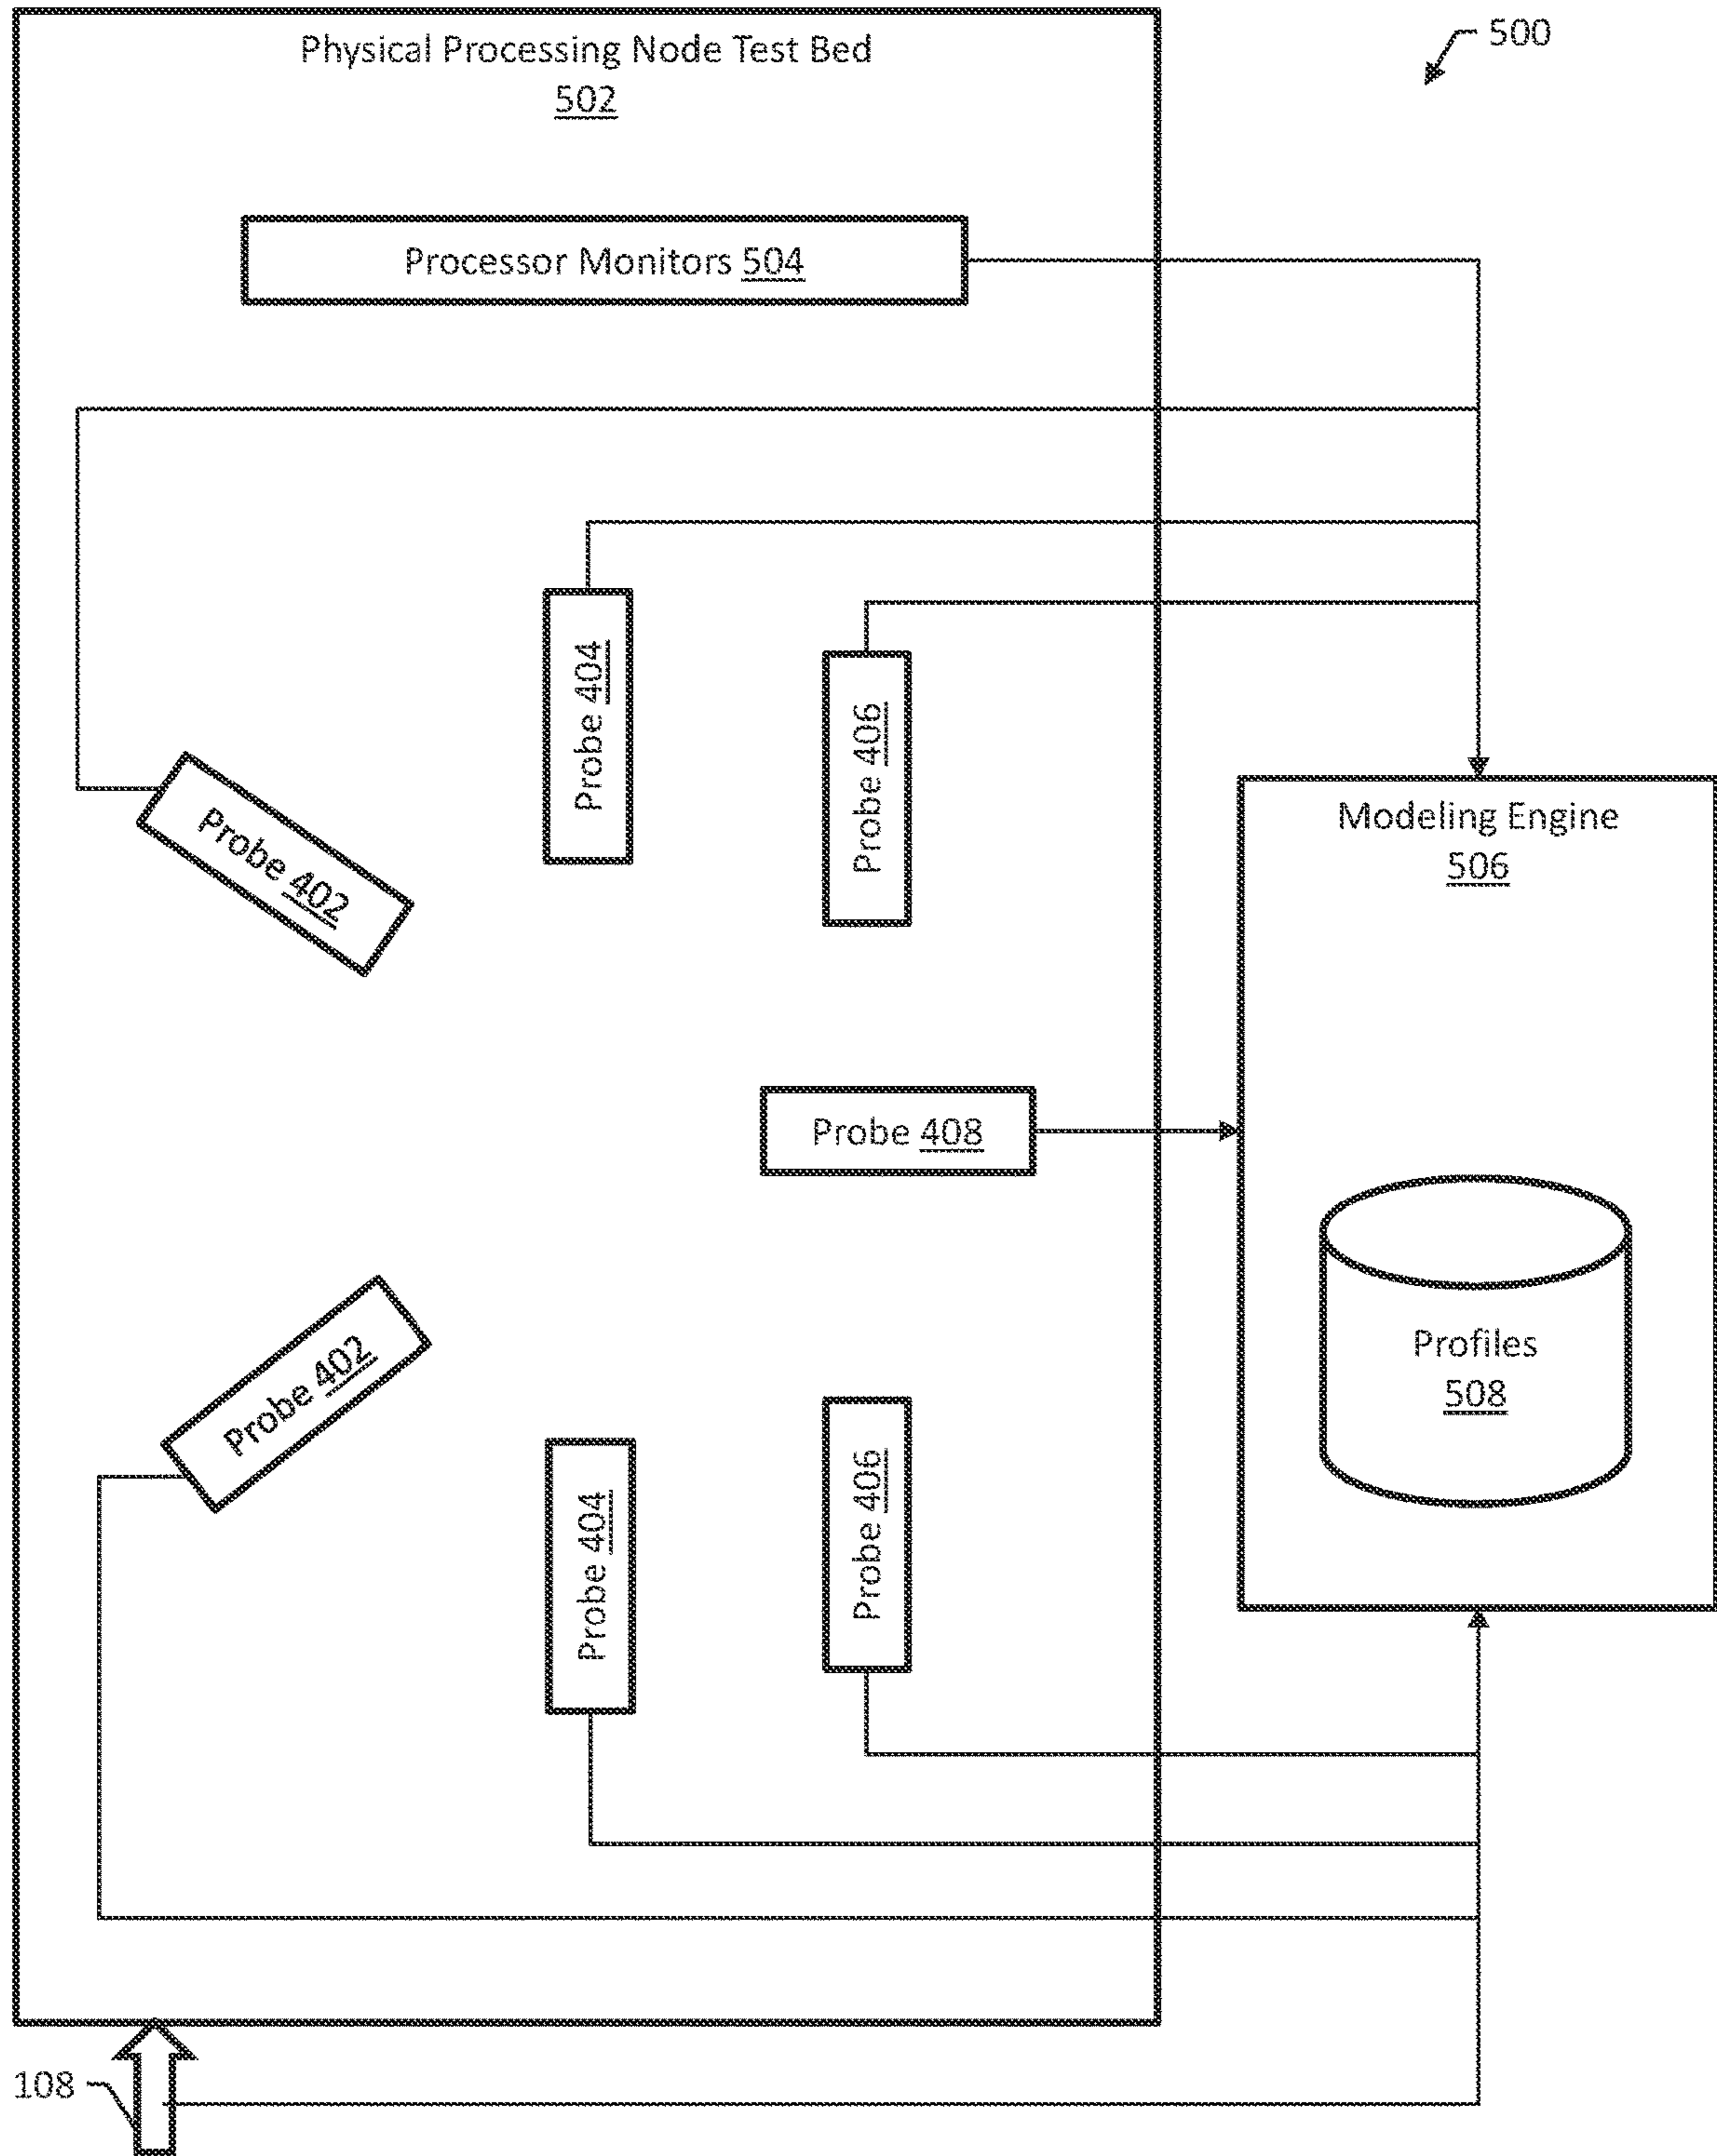 500
Physical Processing Node Test Bed
502
Processor Monitors 504
Probe 404
Probe 406
Probe 402
Modeling Engine
506
Probe 408
Profiles
508
Probe 402
Probe 404
Probe 406
108